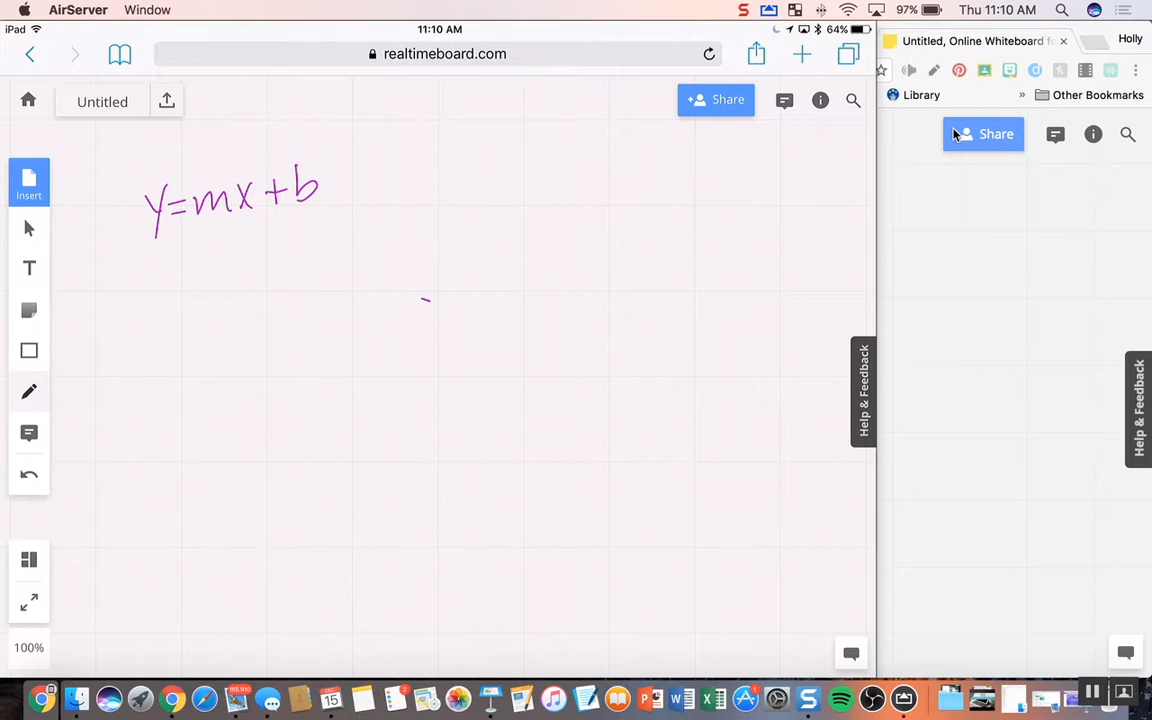 AirServer Window 97% Thu 11:10 AM
iPad 11:10 AM 64%
realtimeboard.com
Untitled, Online Whiteboard fo Holly
Library » Other Bookmarks
Untitled Share
Share
Insert
y=mx+b
T
Help & Feedback
Help & Feedback
100%